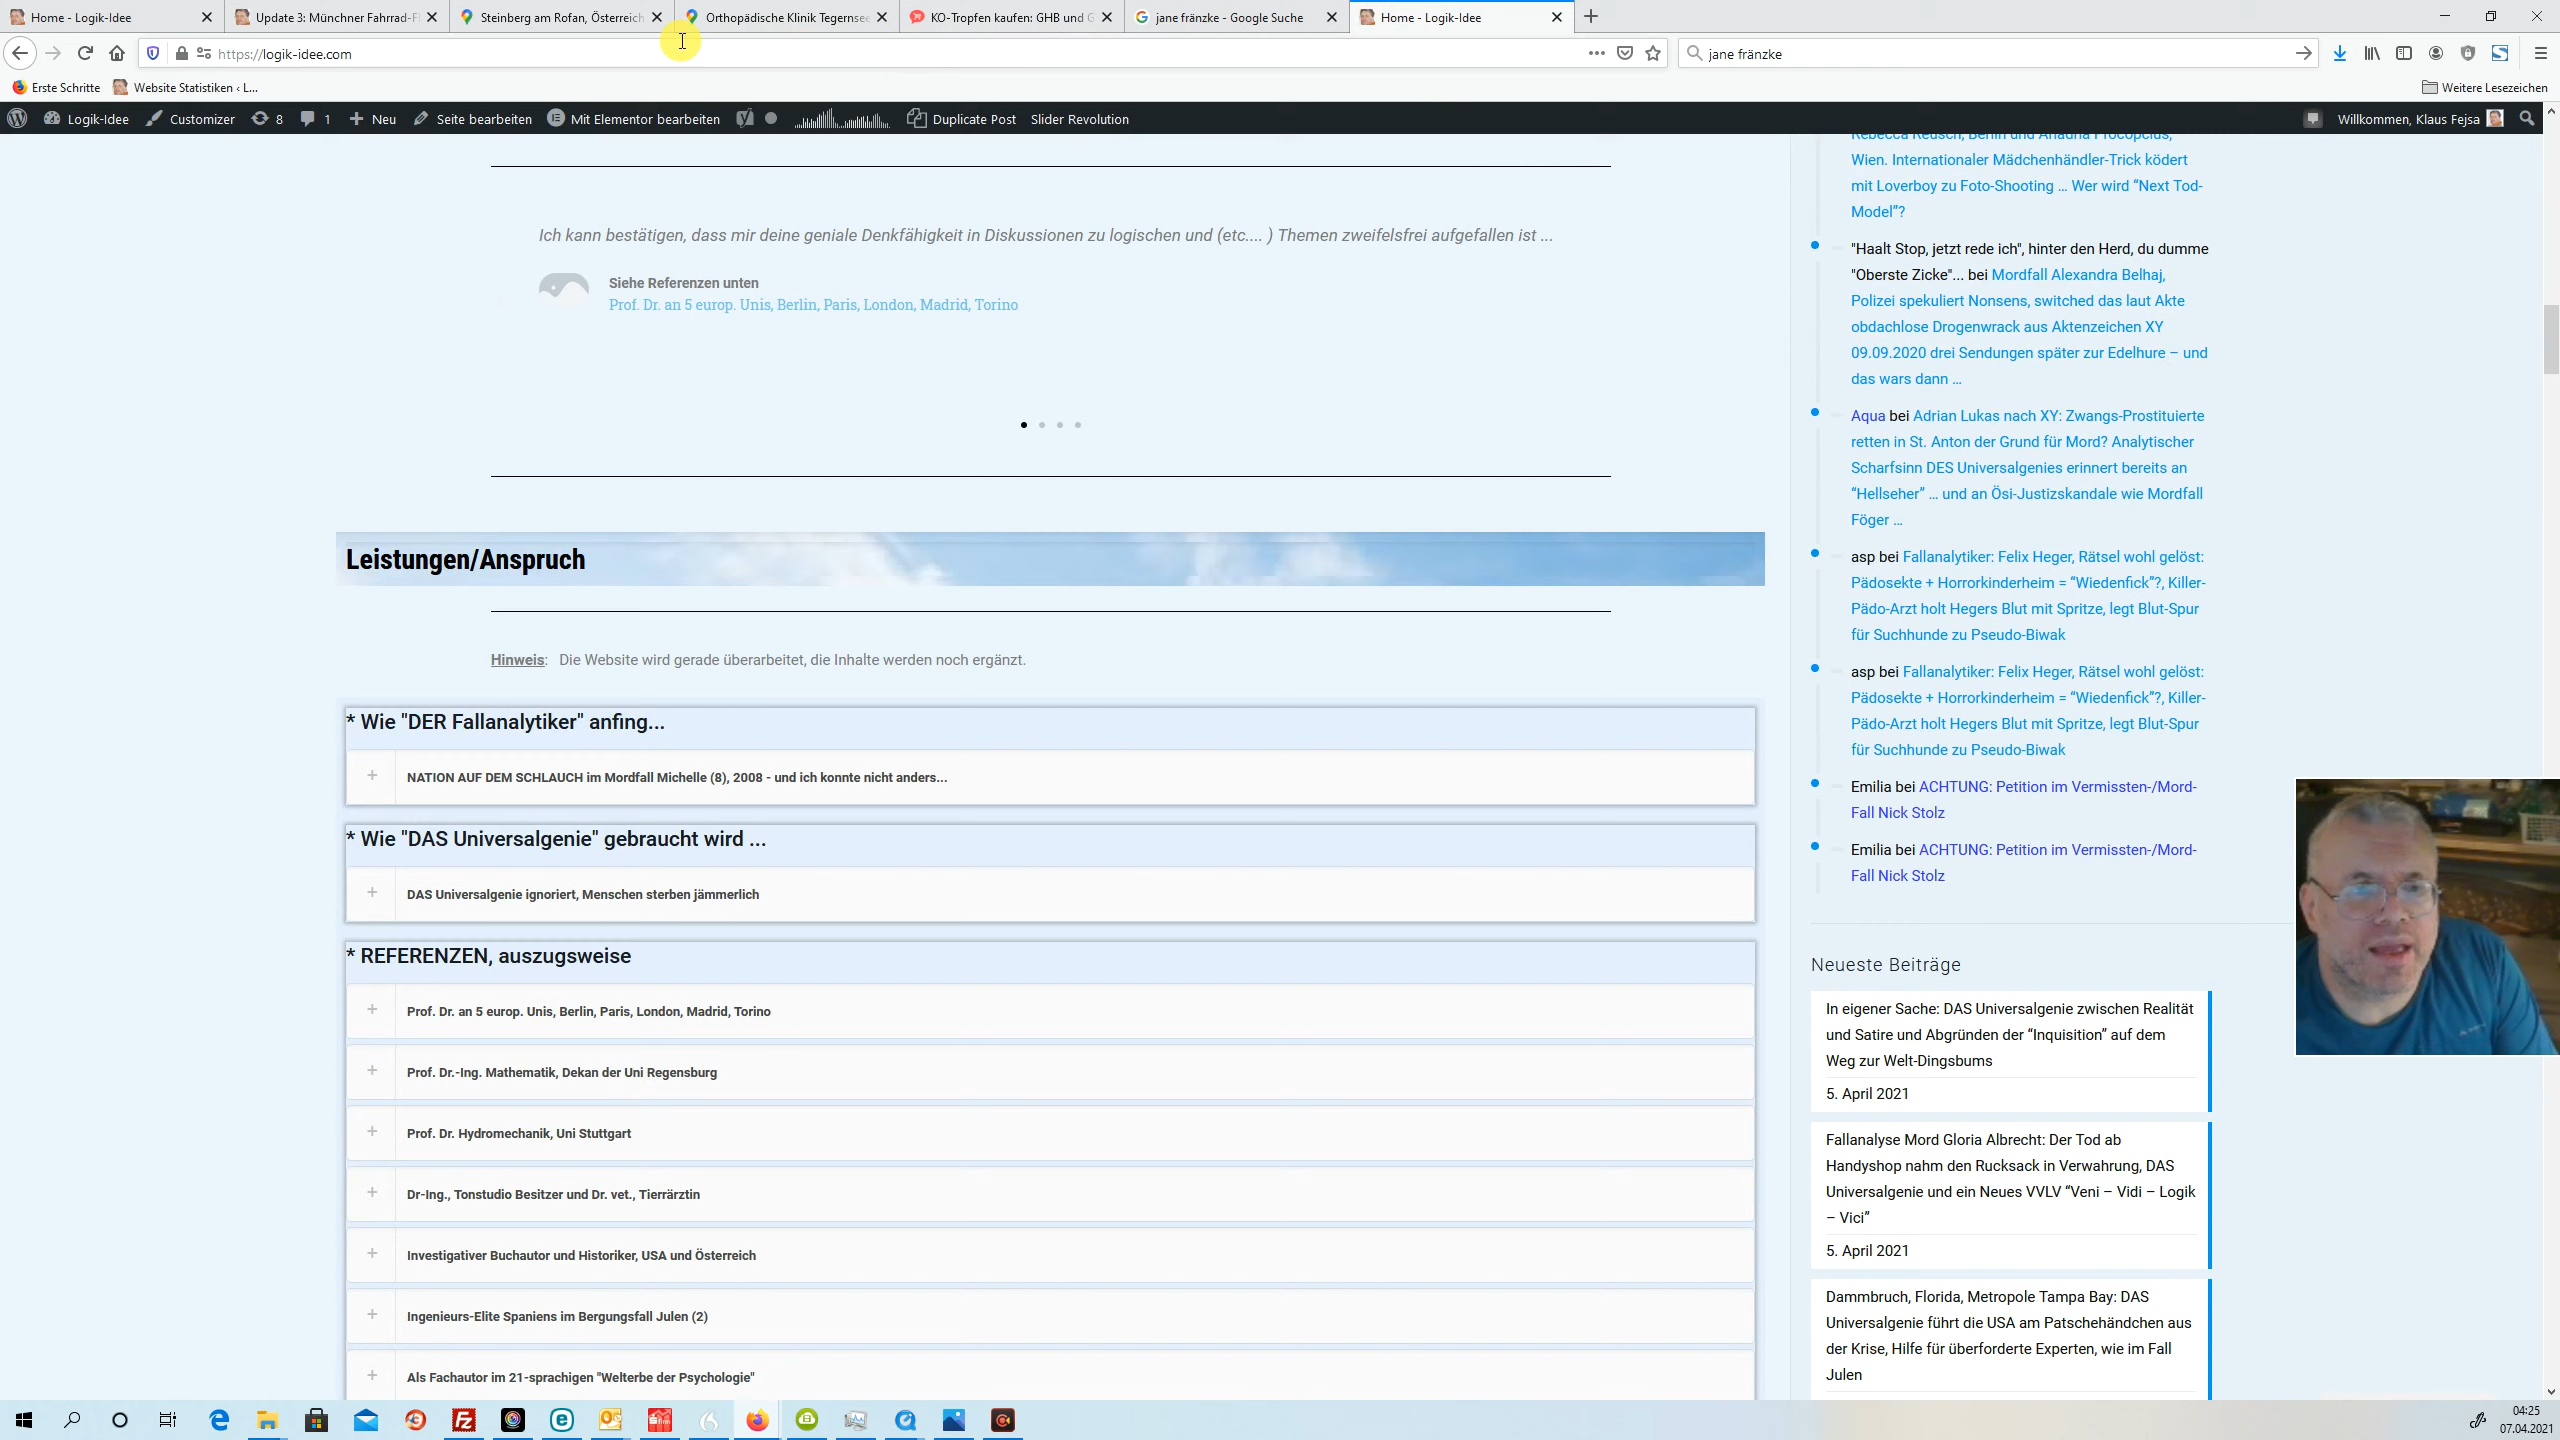 Home - Logik-Idee
Update 3: Münchner Fahrrad-F
Steinberg am Rofan, Österreich
Orthopädische Klinik Tegernsee
KO-Tropfen kaufen: GHB und G
jane fränzke - Google Suche
Home - Logik-Idee
https://logik-idee.com
jane fränzke
Erste Schritte
Website Statistiken ‹ L...
Weitere Lesezeichen
Logik-Idee
Customizer
8
1
Neu
Seite bearbeiten
Mit Elementor bearbeiten
Duplicate Post
Slider Revolution
Willkommen, Klaus Fejsa
Ich kann bestätigen, dass mir deine geniale Denkfähigkeit in Diskussionen zu logischen und (etc.... ) Themen zweifelsfrei aufgefallen ist ...
Siehe Referenzen unten
Prof. Dr. an 5 europ. Unis, Berlin, Paris, London, Madrid, Torino
Leistungen/Anspruch
Hinweis: Die Website wird gerade überarbeitet, die Inhalte werden noch ergänzt.
* Wie "DER Fallanalytiker" anfing...
+ NATION AUF DEM SCHLAUCH im Mordfall Michelle (8), 2008 - und ich konnte nicht anders...
* Wie "DAS Universalgenie" gebraucht wird ...
+ DAS Universalgenie ignoriert, Menschen sterben jämmerlich
* REFERENZEN, auszugsweise
+ Prof. Dr. an 5 europ. Unis, Berlin, Paris, London, Madrid, Torino
+ Prof. Dr.-Ing. Mathematik, Dekan der Uni Regensburg
+ Prof. Dr. Hydromechanik, Uni Stuttgart
+ Dr-Ing., Tonstudio Besitzer und Dr. vet., Tierrärztin
+ Investigativer Buchautor und Historiker, USA und Österreich
+ Ingenieurs-Elite Spaniens im Bergungsfall Julen (2)
+ Als Fachautor im 21-sprachigen "Welterbe der Psychologie"
Rebecca Reusch, Berlin und Ariadna Procopcius,
Wien. Internationaler Mädchenhändler-Trick ködert
mit Loverboy zu Foto-Shooting … Wer wird “Next Tod-
Model”?
"Haalt Stop, jetzt rede ich", hinter den Herd, du dumme
"Oberste Zicke"... bei Mordfall Alexandra Belhaj,
Polizei spekuliert Nonsens, switched das laut Akte
obdachlose Drogenwrack aus Aktenzeichen XY
09.09.2020 drei Sendungen später zur Edelhure – und
das wars dann …
Aqua bei Adrian Lukas nach XY: Zwangs-Prostituierte
retten in St. Anton der Grund für Mord? Analytischer
Scharfsinn DES Universalgenies erinnert bereits an
“Hellseher” … und an Ösi-Justizskandale wie Mordfall
Föger …
asp bei Fallanalytiker: Felix Heger, Rätsel wohl gelöst:
Pädosekte + Horrorkinderheim = “Wiedenfick”?, Killer-
Pädo-Arzt holt Hegers Blut mit Spritze, legt Blut-Spur
für Suchhunde zu Pseudo-Biwak
asp bei Fallanalytiker: Felix Heger, Rätsel wohl gelöst:
Pädosekte + Horrorkinderheim = “Wiedenfick”?, Killer-
Pädo-Arzt holt Hegers Blut mit Spritze, legt Blut-Spur
für Suchhunde zu Pseudo-Biwak
Emilia bei ACHTUNG: Petition im Vermissten-/Mord-
Fall Nick Stolz
Emilia bei ACHTUNG: Petition im Vermissten-/Mord-
Fall Nick Stolz
Neueste Beiträge
In eigener Sache: DAS Universalgenie zwischen Realität
und Satire und Abgründen der “Inquisition” auf dem
Weg zur Welt-Dingsbums
5. April 2021
Fallanalyse Mord Gloria Albrecht: Der Tod ab
Handyshop nahm den Rucksack in Verwahrung, DAS
Universalgenie und ein Neues VVLV “Veni – Vidi – Logik
– Vici”
5. April 2021
Dammbruch, Florida, Metropole Tampa Bay: DAS
Universalgenie führt die USA am Patschehändchen aus
der Krise, Hilfe für überforderte Experten, wie im Fall
Julen
04:25
07.04.2021